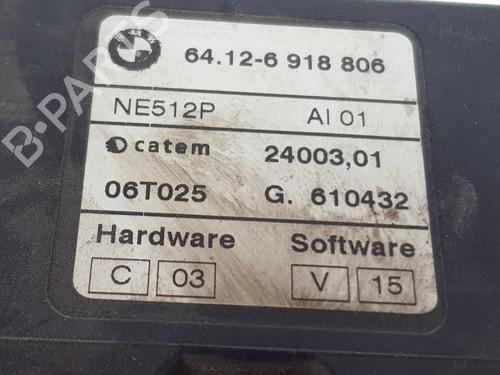 64.12-6 918 806
NE512P AI 01
catem 24003,01
06T025 G. 610432
Hardware Software
C 03 V 15
B-PARTS